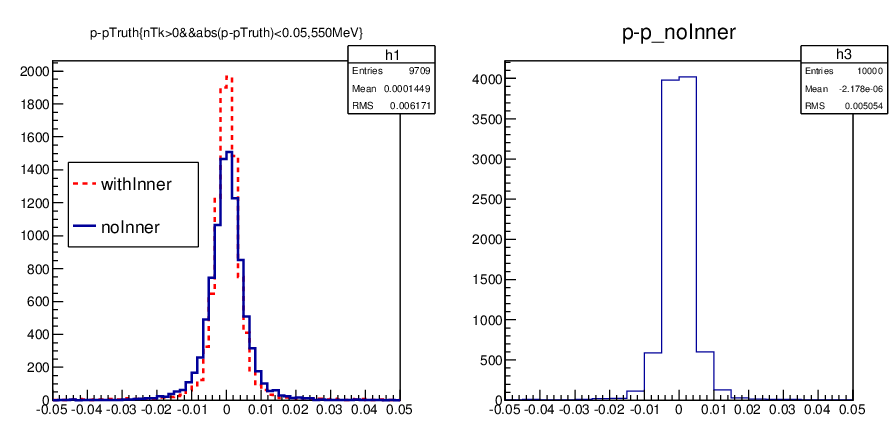 p-pTruth{nTk>0&&abs(p-pTruth)<0.05,550MeV}
h1
Entries 9709
Mean 0.0001449
RMS 0.006171
withInner
noInner
2000
1800
1600
1400
1200
1000
800
600
400
200
0
-0.05 -0.04 -0.03 -0.02 -0.01 0 0.01 0.02 0.03 0.04 0.05
p-p_noInner
h3
Entries 10000
Mean -2.178e-06
RMS 0.005054
4000
3500
3000
2500
2000
1500
1000
500
0
-0.05 -0.04 -0.03 -0.02 -0.01 0 0.01 0.02 0.03 0.04 0.05